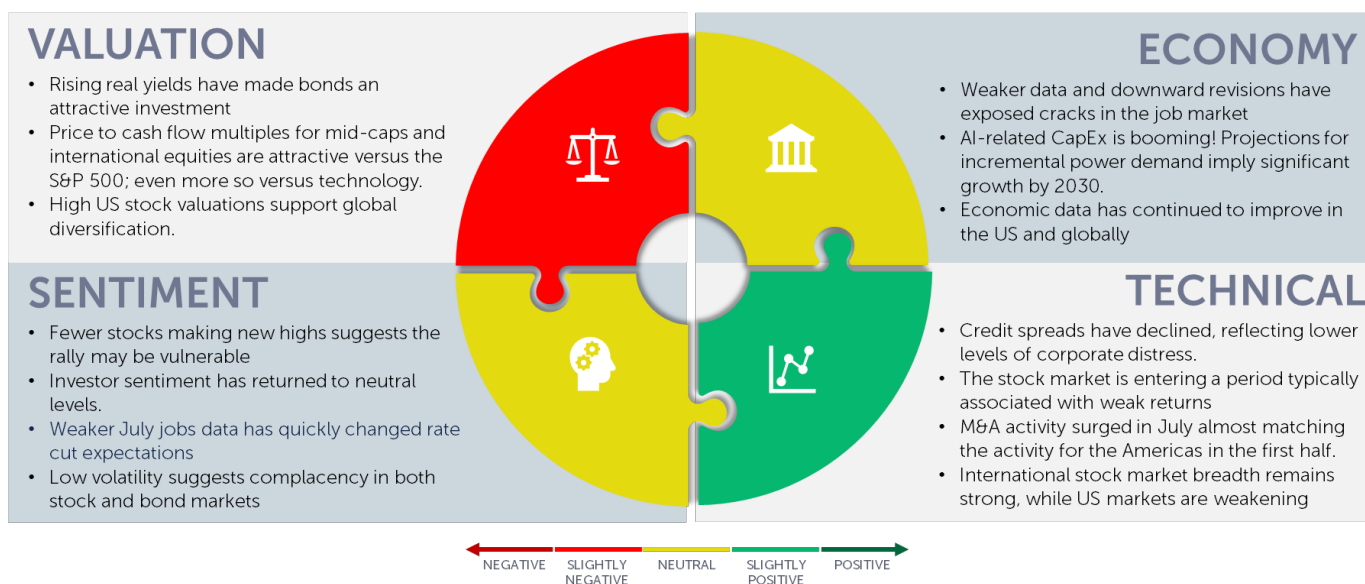 VALUATION
• Rising real yields have made bonds an
attractive investment
• Price to cash flow multiples for mid-caps and
international equities are attractive versus the
S&P 500; even more so versus technology.
• High US stock valuations support global
diversification.
ECONOMY
• Weaker data and downward revisions have
exposed cracks in the job market
• AI-related CapEx is booming! Projections for
incremental power demand imply significant
growth by 2030.
• Economic data has continued to improve in
the US and globally
SENTIMENT
• Fewer stocks making new highs suggests the
rally may be vulnerable
• Investor sentiment has returned to neutral
levels.
• Weaker July jobs data has quickly changed rate
cut expectations
• Low volatility suggests complacency in both
stock and bond markets
TECHNICAL
• Credit spreads have declined, reflecting lower
levels of corporate distress.
• The stock market is entering a period typically
associated with weak returns
• M&A activity surged in July almost matching
the activity for the Americas in the first half.
• International stock market breadth remains
strong, while US markets are weakening
NEGATIVE
SLIGHTLY
NEGATIVE
NEUTRAL
SLIGHTLY
POSITIVE
POSITIVE